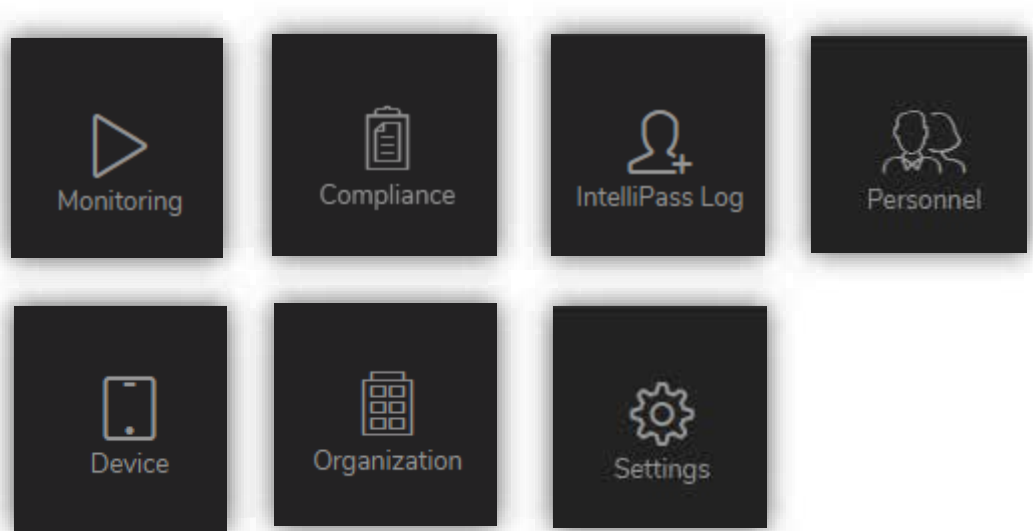 Monitoring
Compliance
IntelliPass Log
Personnel
Device
Organization
Settings